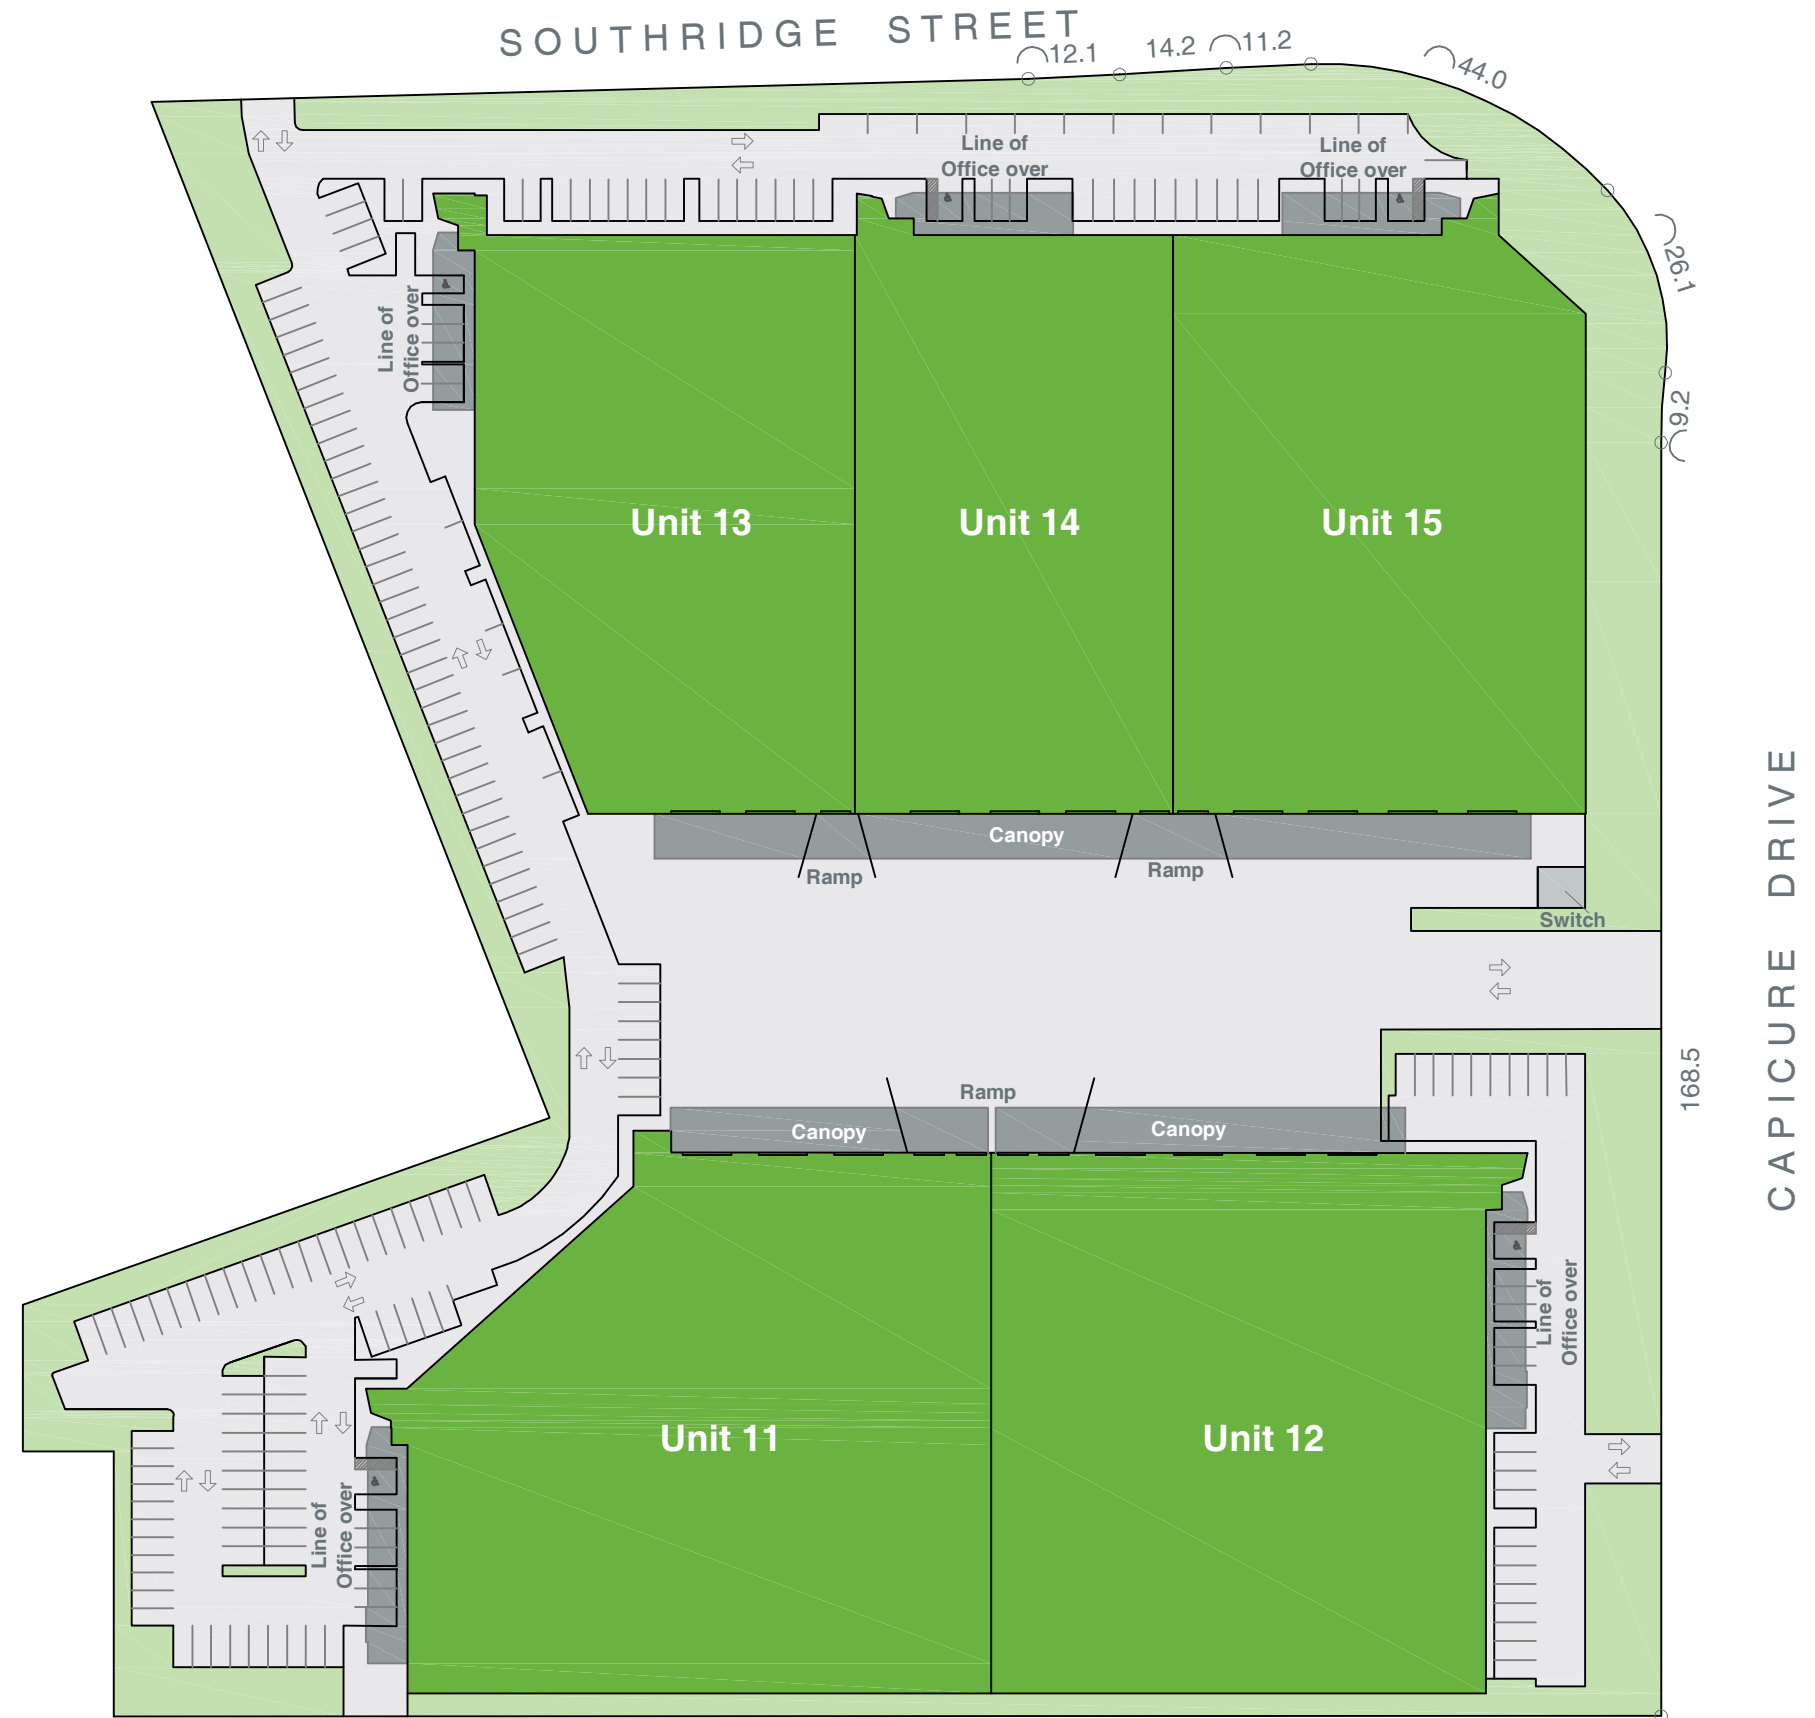 SOUTHRIDGE STREET
12.1
14.2
11.2
44.0
Line of
Office over
Line of
Office over
26.1
Line of
Office over
9.2
Unit 13
Unit 14
Unit 15
Canopy
Ramp
Ramp
Switch
CAPICURE DRIVE
168.5
Ramp
Canopy
Canopy
Line of
Office over
Unit 11
Unit 12
Line of
Office over